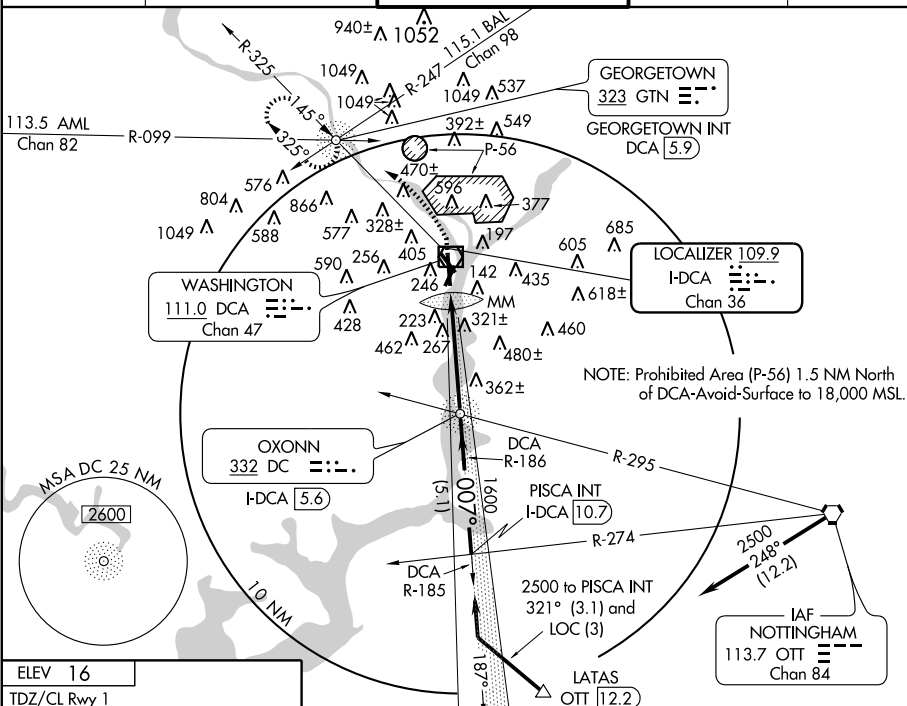 940±
1052
R-325
R-247
115.1 BAL
Chan 98
1049
1049
1049
537
GEORGETOWN
323 GTN
GEORGETOWN INT
DCA 5.9
113.5 AML
Chan 82
R-099
145°
325°
392±
549
P-56
470±
596
377
576
866
804
1049
588
577
328±
405
197
605
685
590
256
246
142
435
618±
LOCALIZER 109.9
I-DCA
Chan 36
WASHINGTON
111.0 DCA
Chan 47
428
MM
223
321±
460
462
267
480±
362±
NOTE: Prohibited Area (P-56) 1.5 NM North
of DCA-Avoid-Surface to 18,000 MSL.
OXONN
332 DC
I-DCA 5.6
DCA
R-186
R-295
MSA DC 25 NM
2600
007°
(5.1)
1600
PISCA INT
I-DCA 10.7
R-274
2500
248°
(12.2)
DCA
R-185
2500 to PISCA INT
321° (3.1) and
LOC (3)
10 NM
IAF
NOTTINGHAM
113.7 OTT
Chan 84
187°
LATAS
OTT 12.2
ELEV 16
TDZ/CL Rwy 1